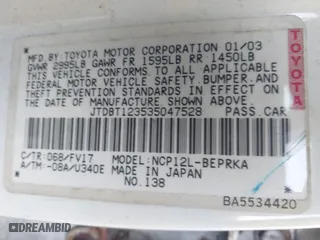 MFD. BY TOYOTA MOTOR CORPORATION 01/03
GVWR 2985LB GAWR FR 1595LB RR 1450LB
THIS VEHICLE CONFORMS TO ALL APPLICABLE
FEDERAL MOTOR VEHICLE SAFETY, BUMPER, AND
THEFT PREVENTION STANDARDS IN EFFECT ON
THE DATE OF MANUFACTURE SHOWN ABOVE.
JTDBT123535047528 PASS. CAR
TOYOTA
C/TR: 068/FV17 MODEL: NCP12L-BEPRKA
A/TM: -08A/U340E MADE IN JAPAN
NO. 138
BA5534420